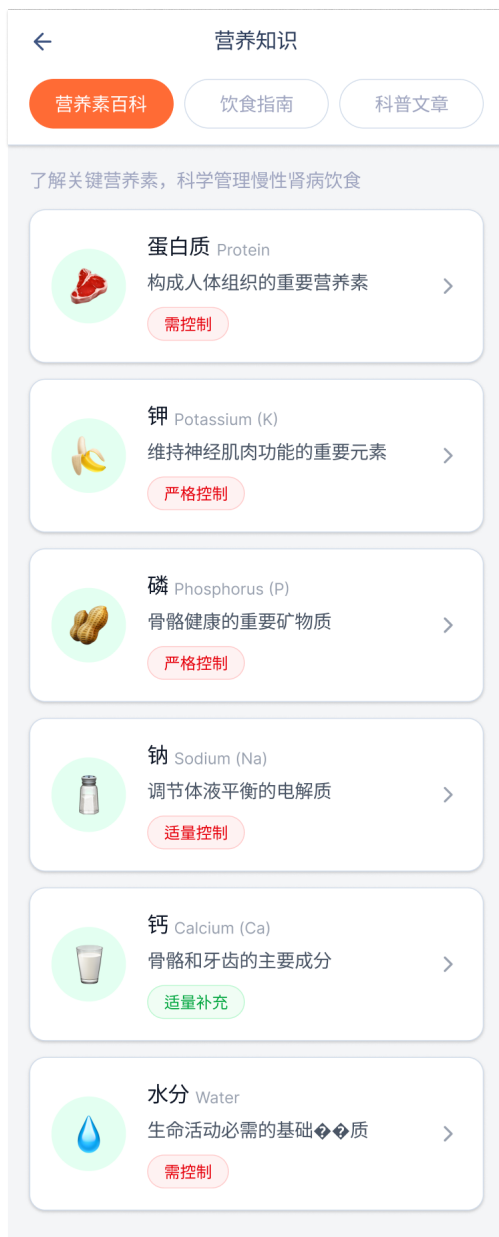 营养知识
营养素百科 饮食指南 科普文章
了解关键营养素，科学管理慢性肾病饮食
蛋白质 Protein
构成人体组织的重要营养素
需控制
钾 Potassium (K)
维持神经肌肉功能的重要元素
严格控制
磷 Phosphorus (P)
骨骼健康的重要矿物质
严格控制
钠 Sodium (Na)
调节体液平衡的电解质
适量控制
钙 Calcium (Ca)
骨骼和牙齿的主要成分
适量补充
水分 Water
生命活动必需的基础��质
需控制